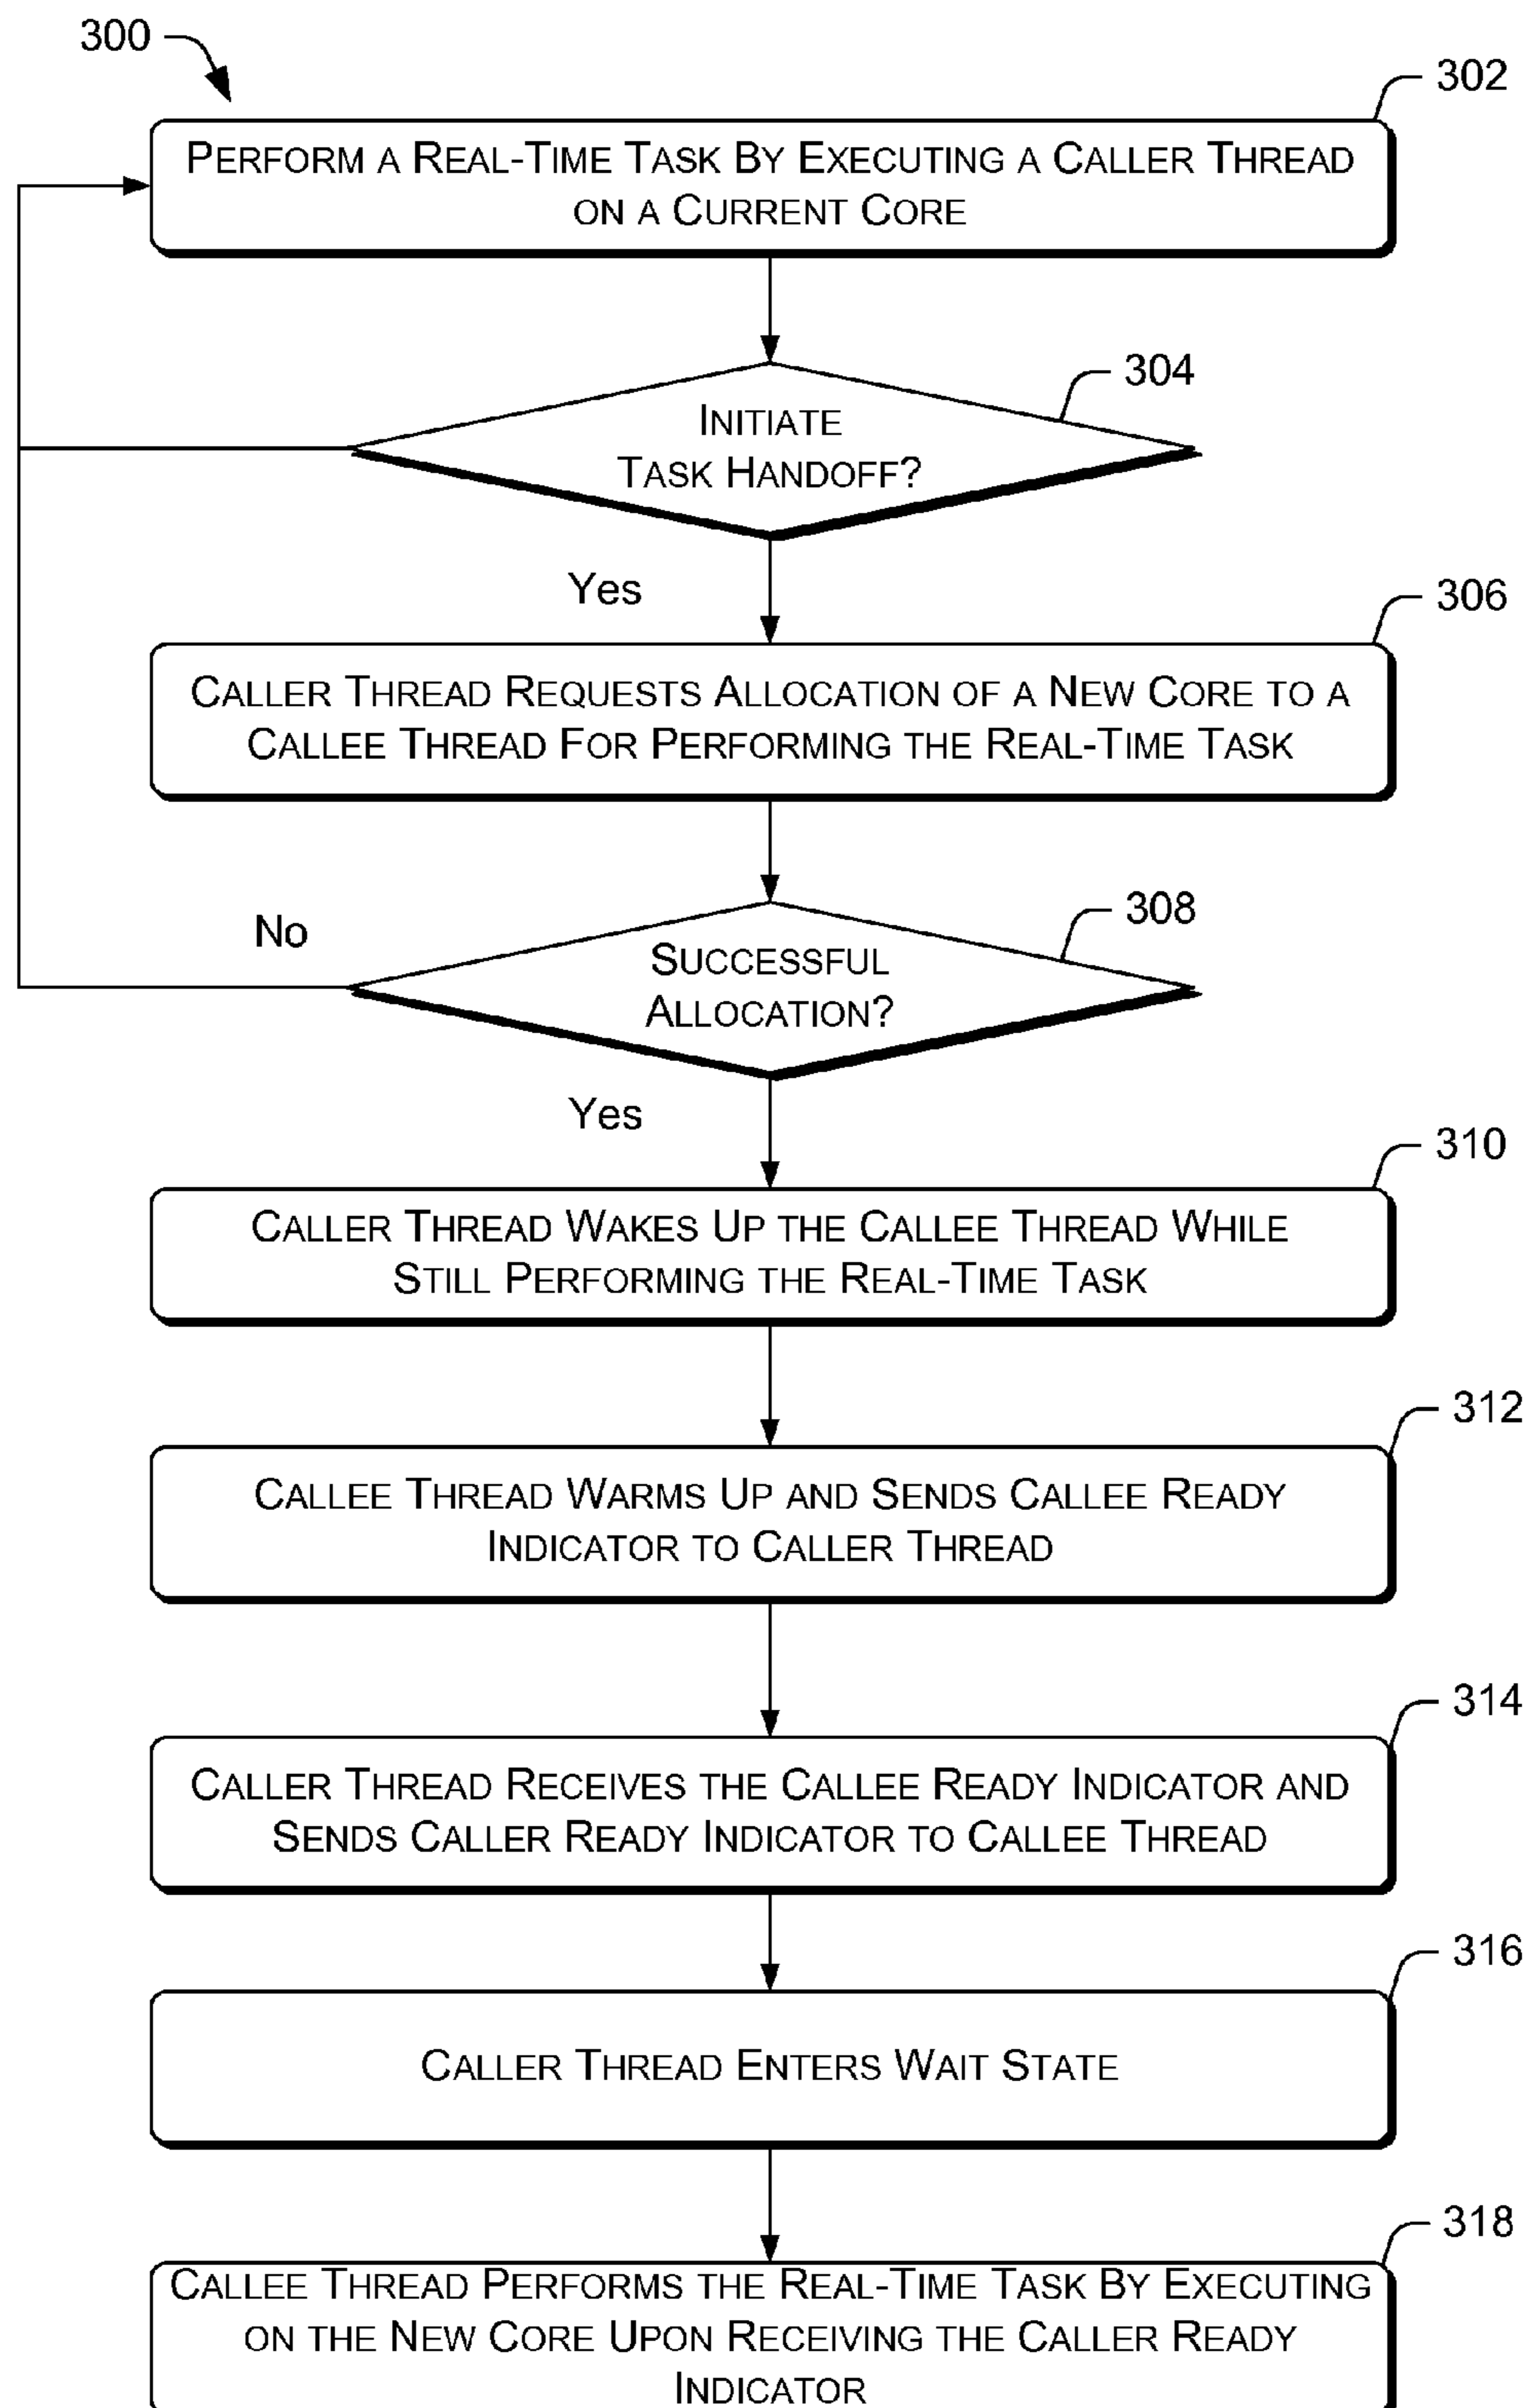 300
302
PERFORM A REAL-TIME TASK BY EXECUTING A CALLER THREAD
ON A CURRENT CORE
304
INITIATE
TASK HANDOFF?
Yes
306
CALLER THREAD REQUESTS ALLOCATION OF A NEW CORE TO A
CALLEE THREAD FOR PERFORMING THE REAL-TIME TASK
308
No
SUCCESSFUL
ALLOCATION?
Yes
310
CALLER THREAD WAKES UP THE CALLEE THREAD WHILE
STILL PERFORMING THE REAL-TIME TASK
312
CALLEE THREAD WARMS UP AND SENDS CALLEE READY
INDICATOR TO CALLER THREAD
314
CALLER THREAD RECEIVES THE CALLEE READY INDICATOR AND
SENDS CALLER READY INDICATOR TO CALLEE THREAD
316
CALLER THREAD ENTERS WAIT STATE
318
CALLEE THREAD PERFORMS THE REAL-TIME TASK BY EXECUTING
ON THE NEW CORE UPON RECEIVING THE CALLER READY
INDICATOR